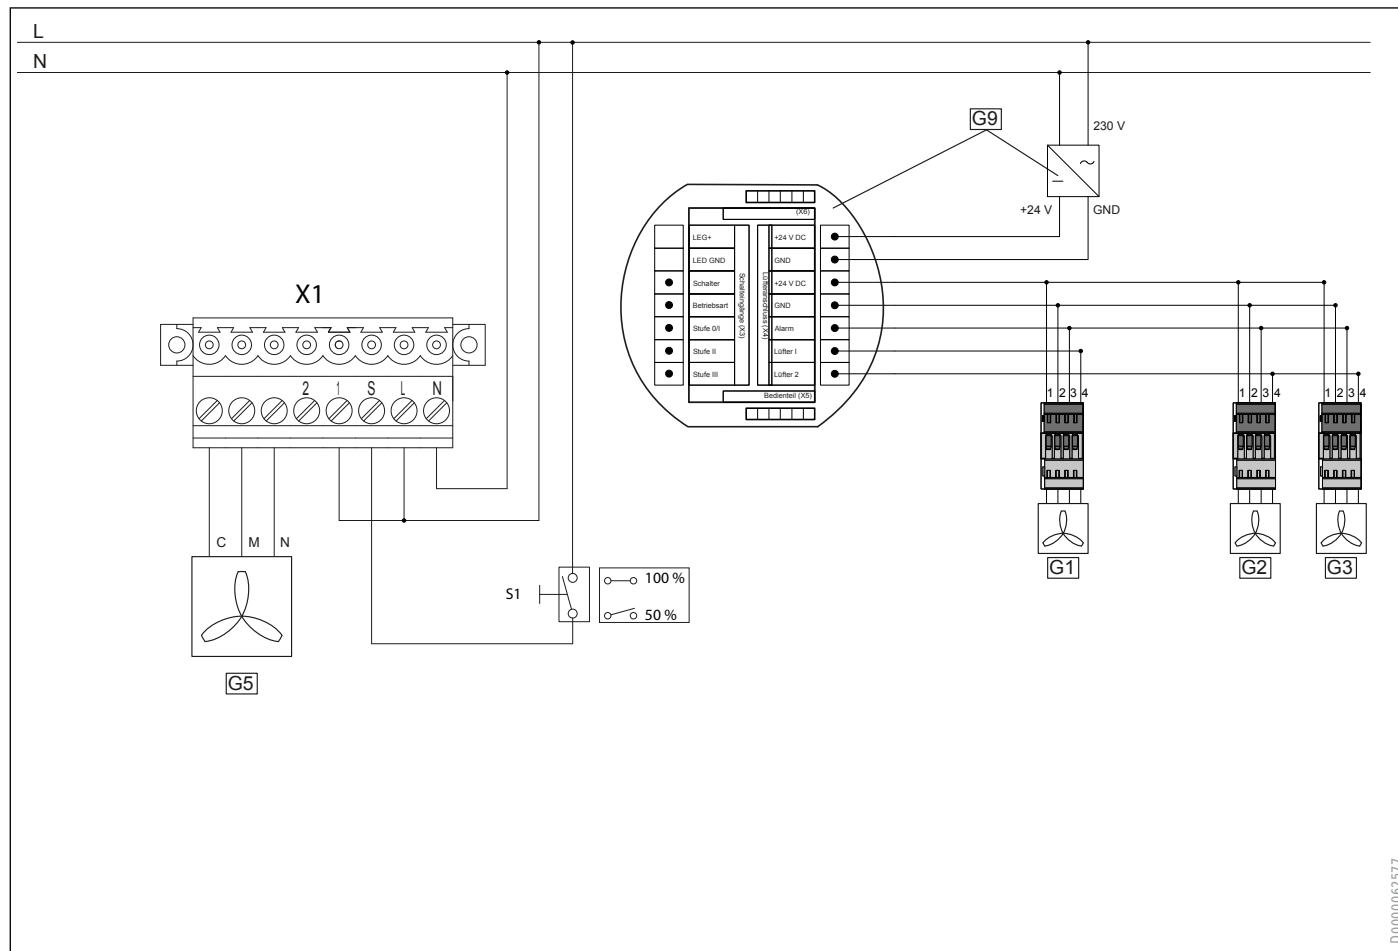 L
N
G9
230 V
+24 V
GND
X1
2 1 S L N
(X6)
LEG+
LED GND
Schalter
Betriebsart
Stufe 0/I
Stufe II
Stufe III
Schalteingänge (X3)
Lüfteranschluss (X4)
+24 V DC
GND
+24 V DC
GND
Alarm
Lüfter I
Lüfter 2
Bedienteil (X5)
1 2 3 4
1 2 3 4
1 2 3 4
G1
G2
G3
C M N
G5
S1
100 %
50 %
D0000062577